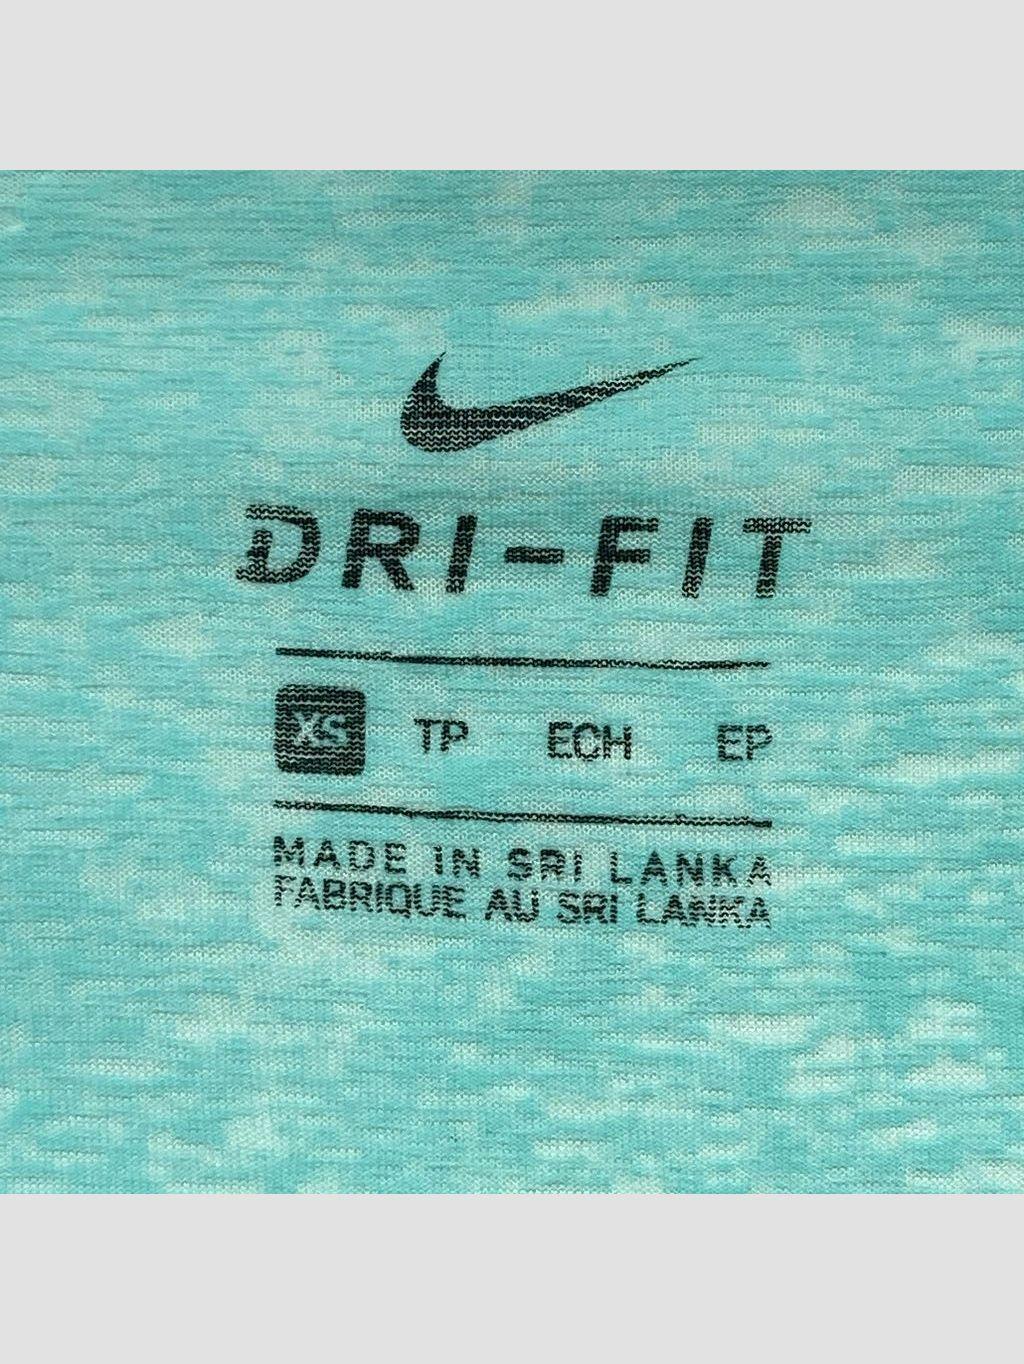 DRI-FIT
XS TP ECH EP
MADE IN SRI LANKA
FABRIQUE AU SRI LANKA